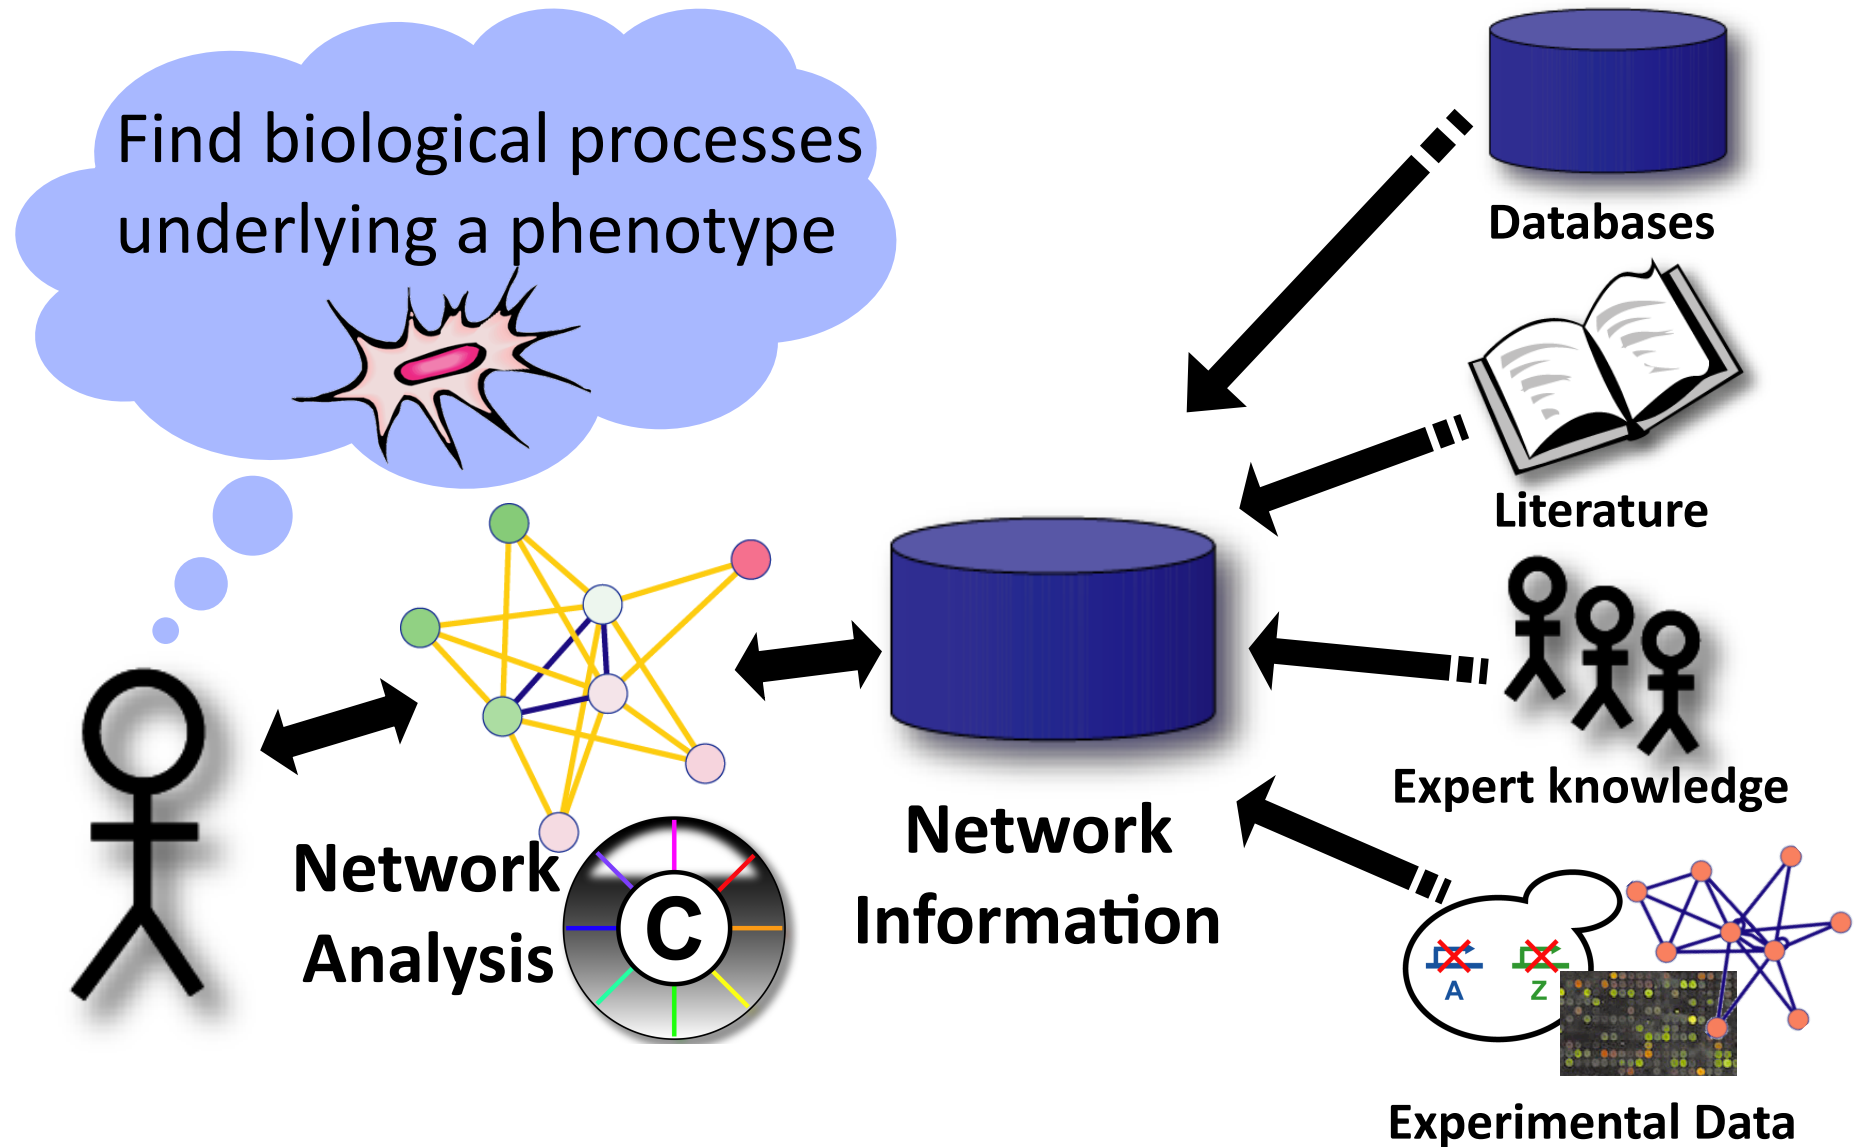 Find biological processes
underlying a phenotype
Databases
Literature
Expert knowledge
Network
Information
Network
Analysis
C
A
Z
Experimental Data